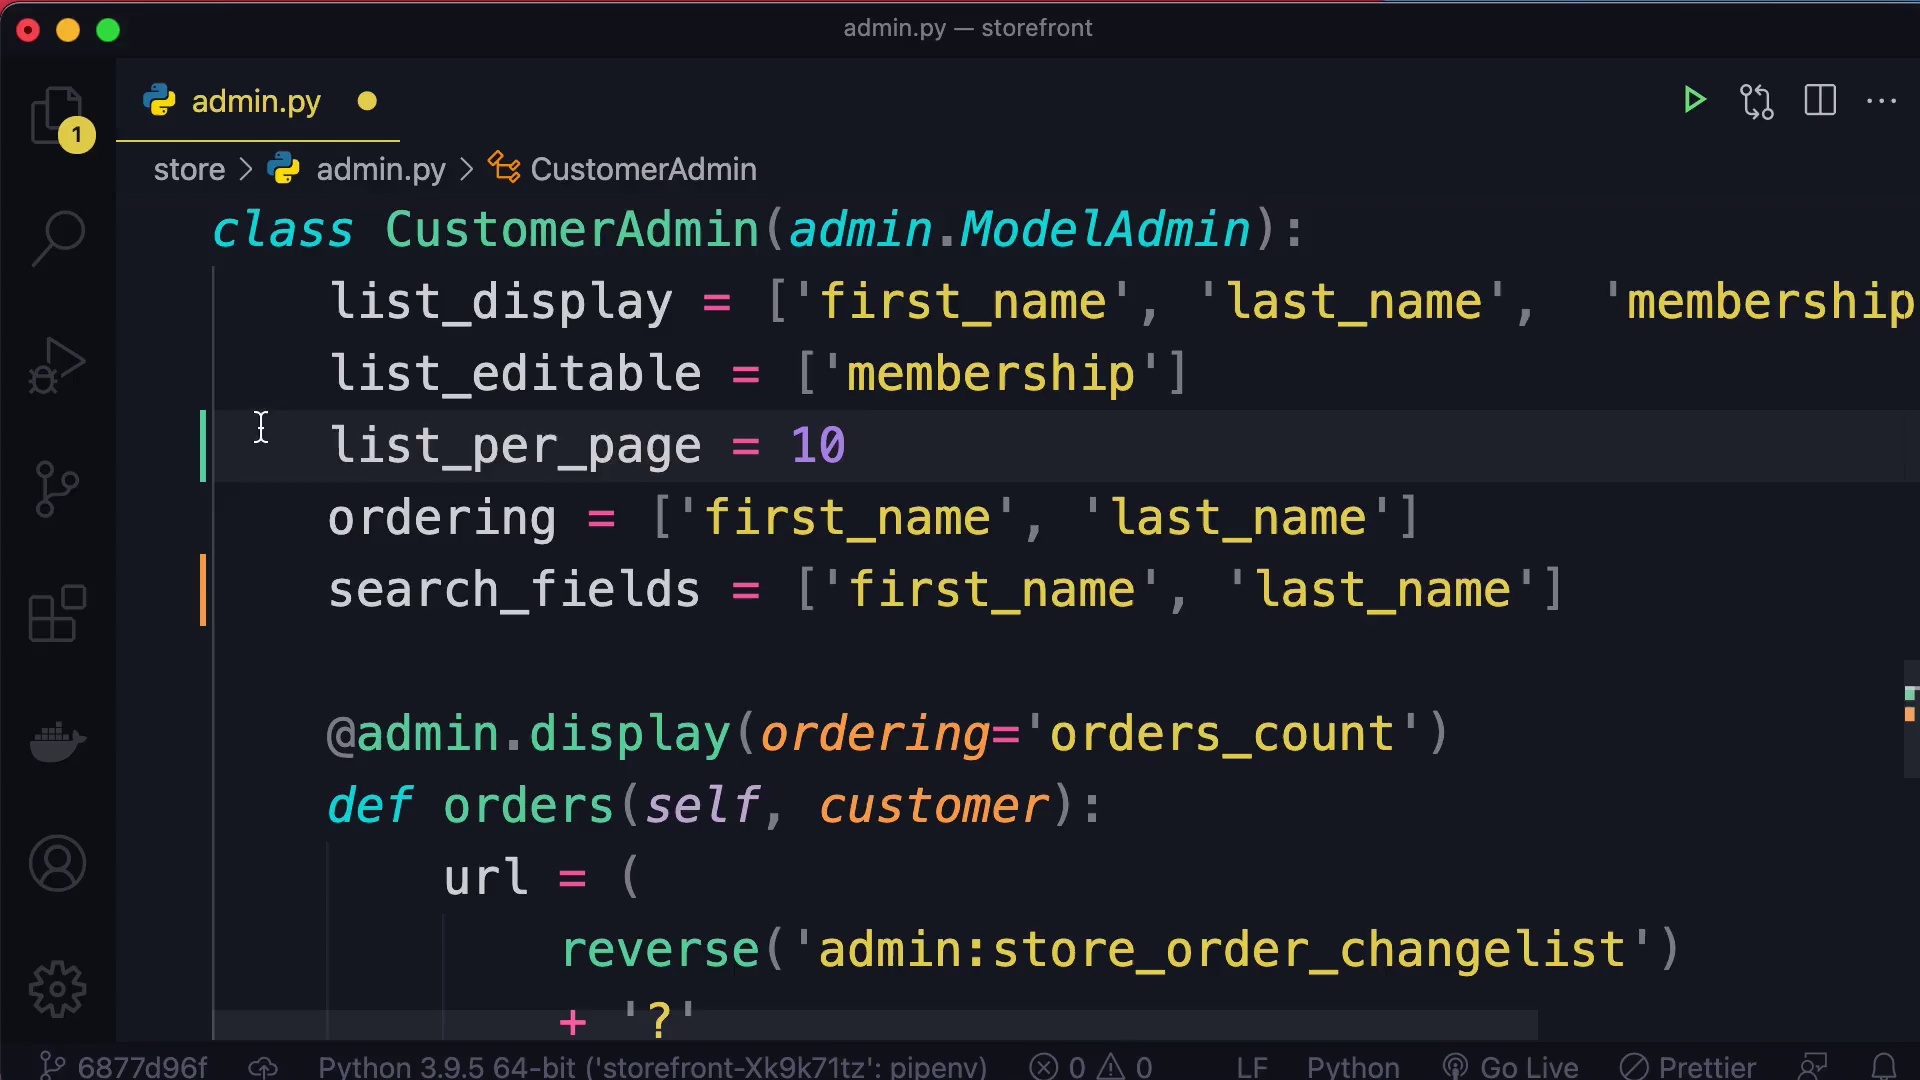 admin.py — storefront
admin.py
1
store > admin.py > CustomerAdmin
class CustomerAdmin(admin.ModelAdmin):
list_display = ['first_name', 'last_name',  'membership
list_editable = ['membership']
list_per_page = 10
ordering = ['first_name', 'last_name']
search_fields = ['first_name', 'last_name']
@admin.display(ordering='orders_count')
def orders(self, customer):
url = (
reverse('admin:store_order_changelist')
+ '?'
6877d96f Python 3.9.5 64-bit ('storefront-Xk9k71tz': pipenv) 0 0 LF Python Go Live Prettier